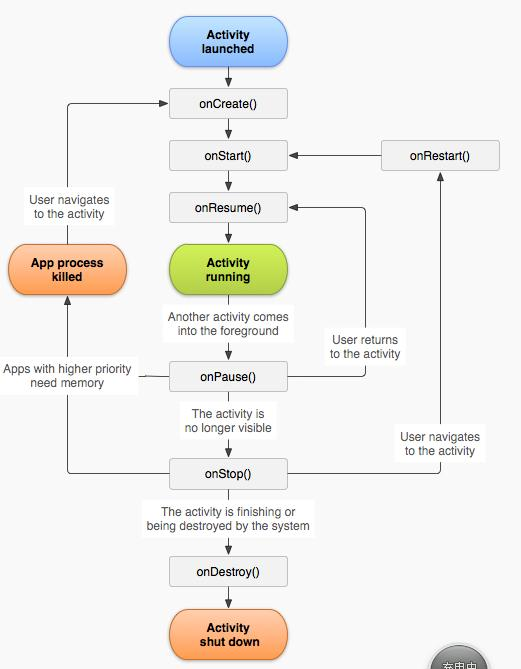 Activity
launched
onCreate()
onStart()
onRestart()
onResume()
User navigates
to the activity
App process
killed
Activity
running
Another activity comes
into the foreground
User returns
to the activity
Apps with higher priority
need memory
onPause()
The activity is
no longer visible
User navigates
to the activity
onStop()
The activity is finishing or
being destroyed by the system
onDestroy()
Activity
shut down
充电中